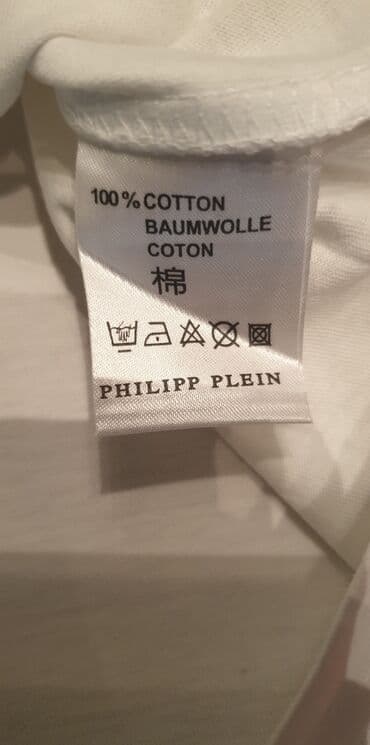 100% COTTON
BAUMWOLLE
COTON
棉
PHILIPP PLEIN